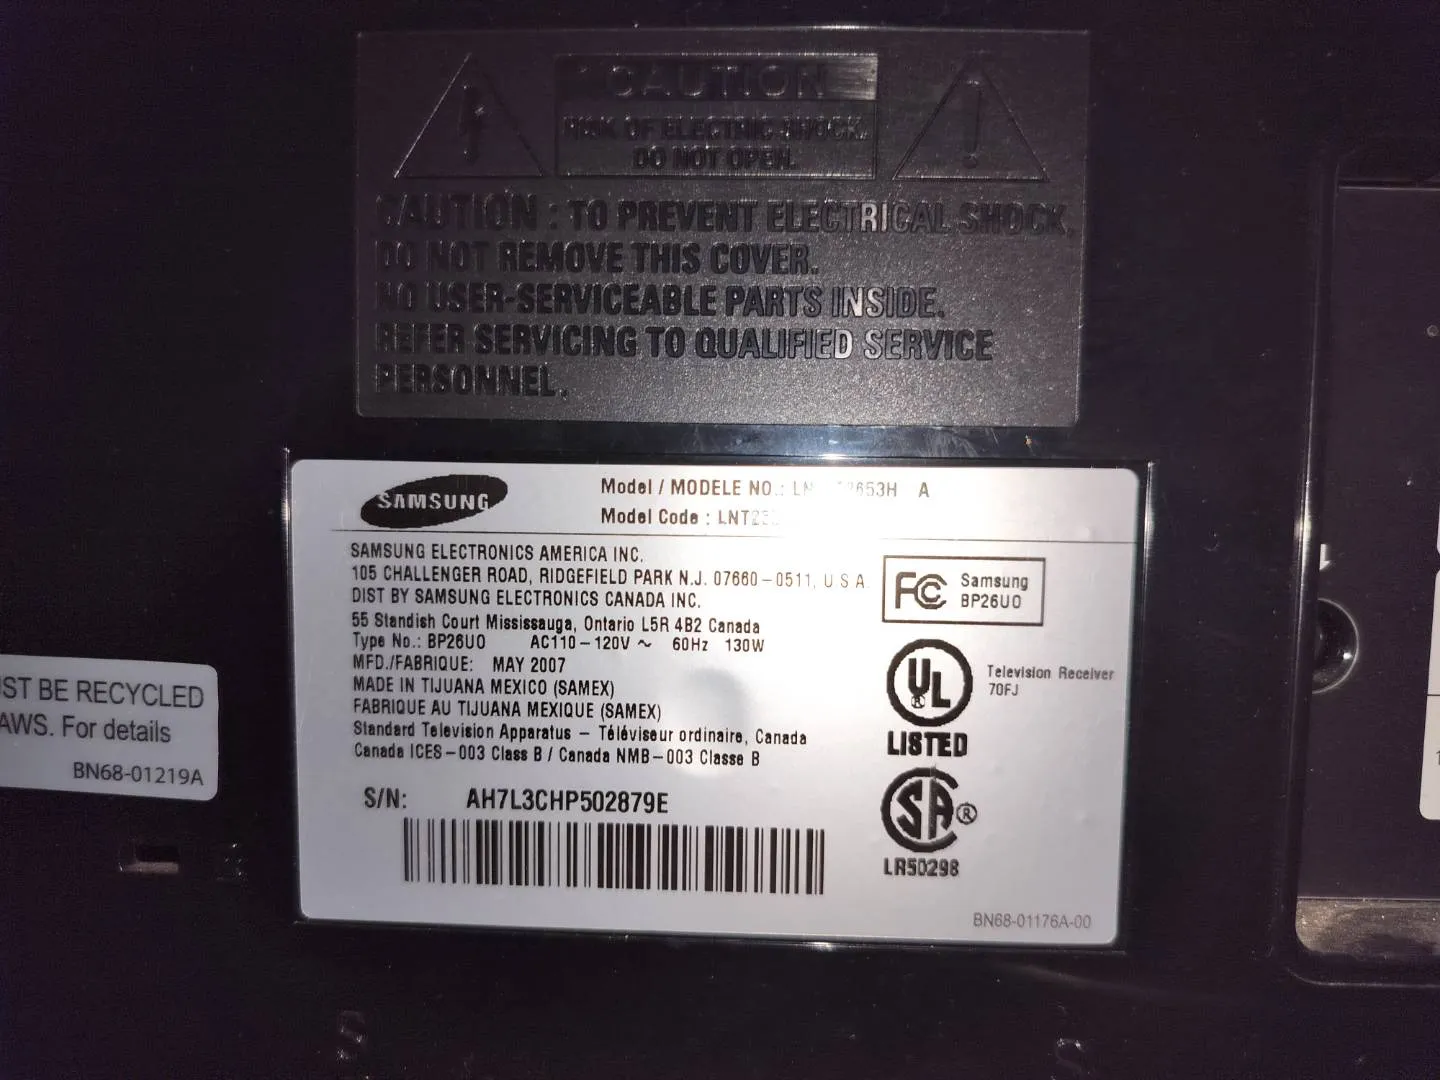 CAUTION
RISK OF ELECTRIC SHOCK.
DO NOT OPEN.
CAUTION : TO PREVENT ELECTRICAL SHOCK,
DO NOT REMOVE THIS COVER.
NO USER-SERVICEABLE PARTS INSIDE.
REFER SERVICING TO QUALIFIED SERVICE
PERSONNEL.
SAMSUNG
Model / MODELE NO.: A
Model Code :
SAMSUNG ELECTRONICS AMERICA INC.
105 CHALLENGER ROAD, RIDGEFIELD PARK N.J. 07660-0511, U S A
DIST BY SAMSUNG ELECTRONICS CANADA INC.
55 Standish Court Mississauga, Ontario L5R 4B2 Canada
Type No.: BP26UO AC110-120V ~ 60Hz 130W
MFD./FABRIQUE: MAY 2007
MADE IN TIJUANA MEXICO (SAMEX)
FABRIQUE AU TIJUANA MEXIQUE (SAMEX)
Standard Television Apparatus - Téléviseur ordinaire, Canada
Canada ICES-003 Class B / Canada NMB-003 Classe B
S/N: AH7L3CHP502879E
FC Samsung
BP26UO
UL ®
LISTED
Television Receiver
70FJ
SA ®
LR50298
BN68-01176A-00
UST BE RECYCLED
AWS. For details
BN68-01219A